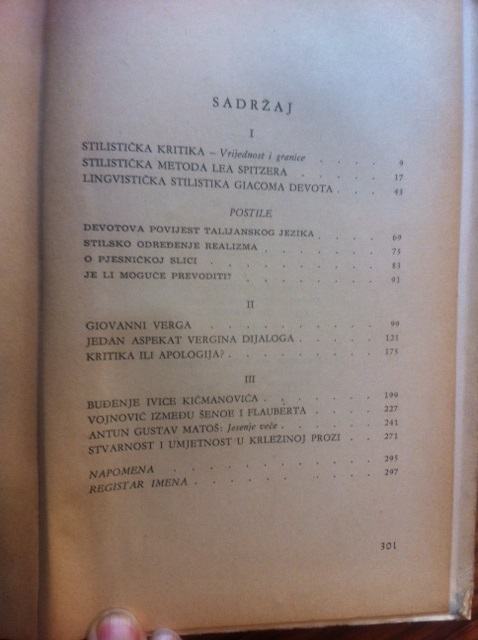 SADRŽAJ
I
STILISTIČKA KRITIKA – Vrijednost i granice . . . . 9
STILISTIČKA METODA LEA SPITZERA . . . . . 17
LINGVISTIČKA STILISTIKA GIACOMA DEVOTA . . . 43
POSTILE
DEVOTOVA POVIJEST TALIJANSKOG JEZIKA . . . . 69
STILSKO ODREĐENJE REALIZMA . . . . . . . 75
O PJESNIČKOJ SLICI . . . . . . . . . 83
JE LI MOGUĆE PREVODITI? . . . . . . . . 91
II
GIOVANNI VERGA . . . . . . . . . . 99
JEDAN ASPEKAT VERGINA DIJALOGA . . . . . . 121
KRITIKA ILI APOLOGIJA? . . . . . . . . . 175
III
BUĐENJE IVICE KIČMANOVIĆA . . . . . . . 199
VOJNOVIĆ IZMEĐU ŠENOE I FLAUBERTA . . . . . 227
ANTUN GUSTAV MATOŠ: Jesenje veče . . . . . . 241
STVARNOST I UMJETNOST U KRLEŽINOJ PROZI . . . 271
NAPOMENA . . . . . . . . . . . 295
REGISTAR IMENA . . . . . . . . . . 297
301